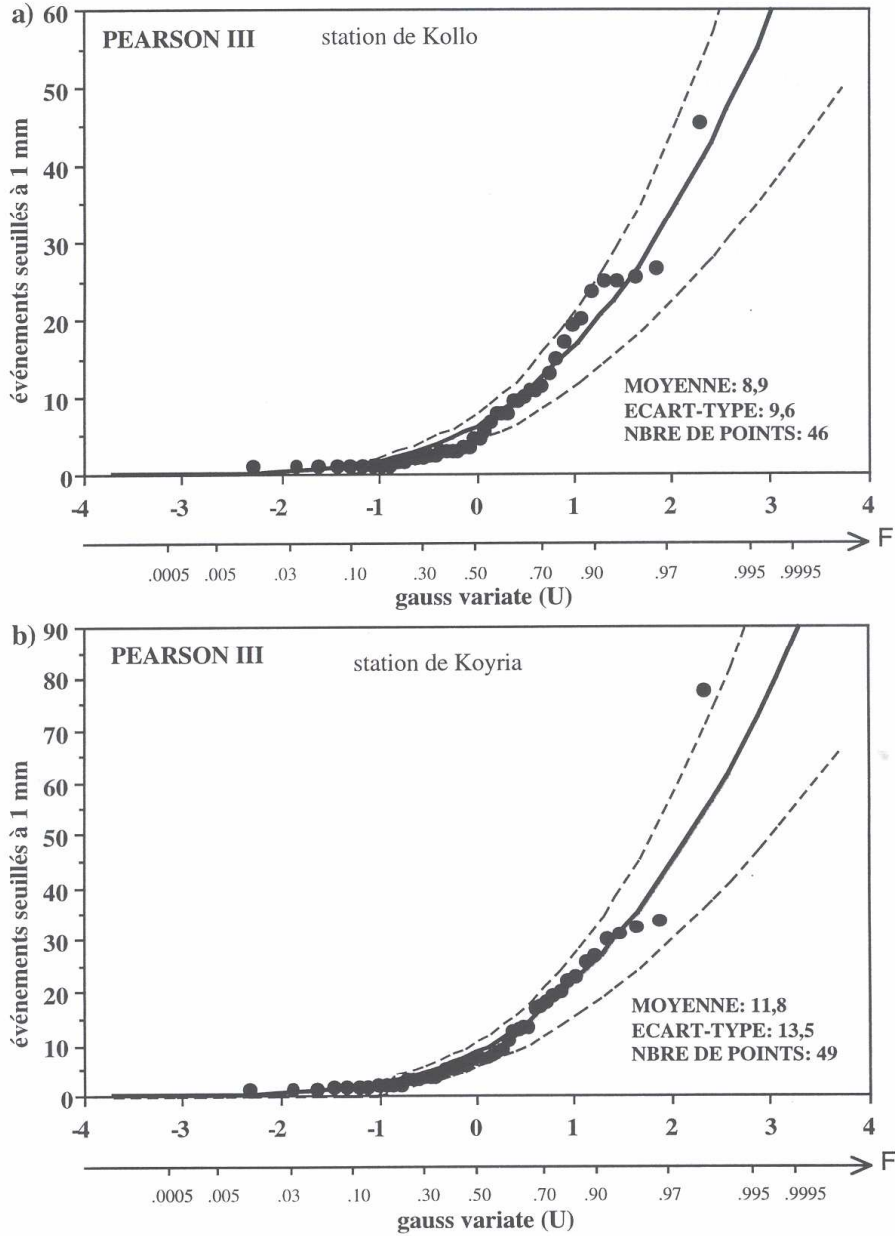 a)
PEARSON III
station de Kollo
événements seuillés à 1 mm
60
50
40
30
20
10
0
MOYENNE: 8,9
ECART-TYPE: 9,6
NBRE DE POINTS: 46
-4 -3 -2 -1 0 1 2 3 4
F
.0005 .005 .03 .10 .30 .50 .70 .90 .97 .995 .9995
gauss variate (U)
b)
PEARSON III
station de Koyria
événements seuillés à 1 mm
90
80
70
60
50
40
30
20
10
0
MOYENNE: 11,8
ECART-TYPE: 13,5
NBRE DE POINTS: 49
-4 -3 -2 -1 0 1 2 3 4
F
.0005 .005 .03 .10 .30 .50 .70 .90 .97 .995 .9995
gauss variate (U)